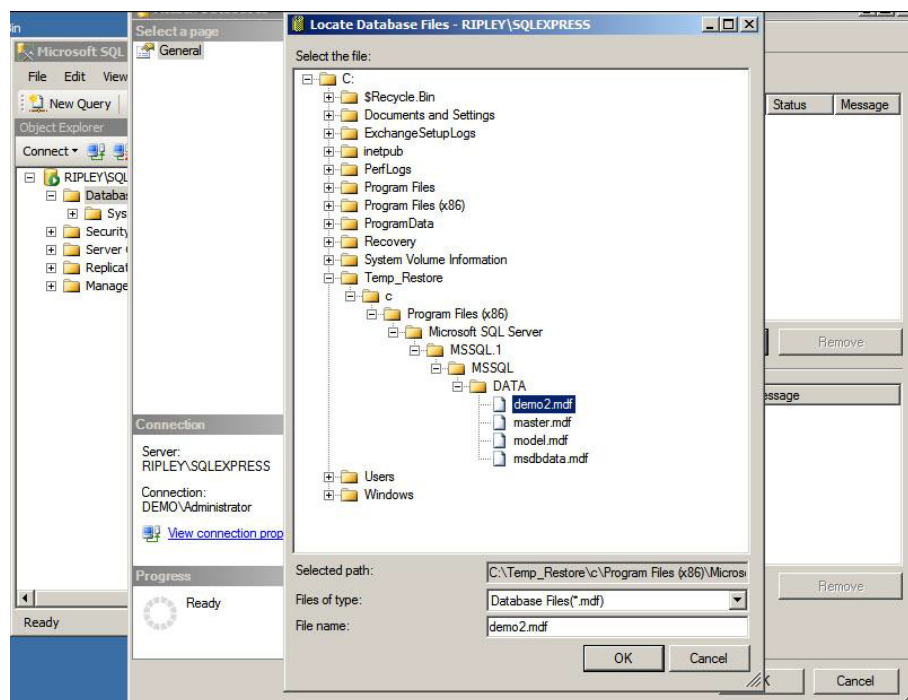 Locate Database Files - RIPLEY\SQLEXPRESS
Select the file:
C:
$Recycle.Bin
Documents and Settings
ExchangeSetupLogs
inetpub
PerfLogs
Program Files
Program Files (x86)
ProgramData
Recovery
System Volume Information
Temp_Restore
c
Program Files (x86)
Microsoft SQL Server
MSSQL.1
MSSQL
DATA
demo2.mdf
master.mdf
model.mdf
msdbdata.mdf
Users
Windows
Selected path: C:\Temp_Restore\c\Program Files (x86)\Micros
Files of type: Database Files(*.mdf)
File name: demo2.mdf
OK Cancel
Select a page
General
Connection
Server:
RIPLEY\SQLEXPRESS
Connection:
DEMO\Administrator
View connection prop
Progress
Ready
Microsoft SQL
File Edit View
New Query
Object Explorer
Connect
RIPLEY\SQL
Databa
Sys
Security
Server
Replicat
Manage
Ready
Status Message
Remove
essage
Remove
K Cancel